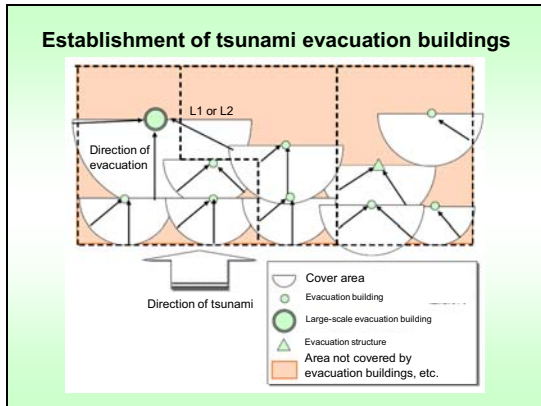 Establishment of tsunami evacuation buildings
L1 or L2
Direction of
evacuation
Direction of tsunami
Cover area
Evacuation building
Large-scale evacuation building
Evacuation structure
Area not covered by
evacuation buildings, etc.